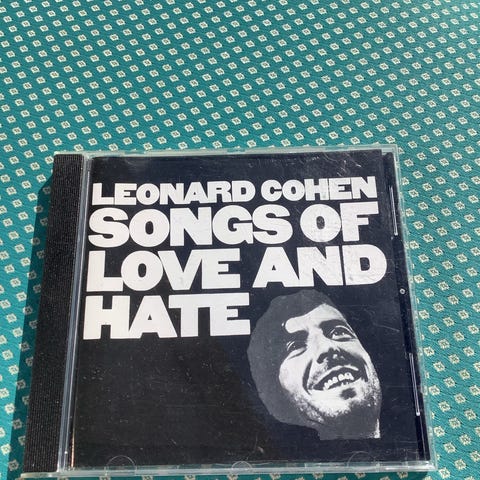 LEONARD COHEN
SONGS OF
LOVE AND
HATE